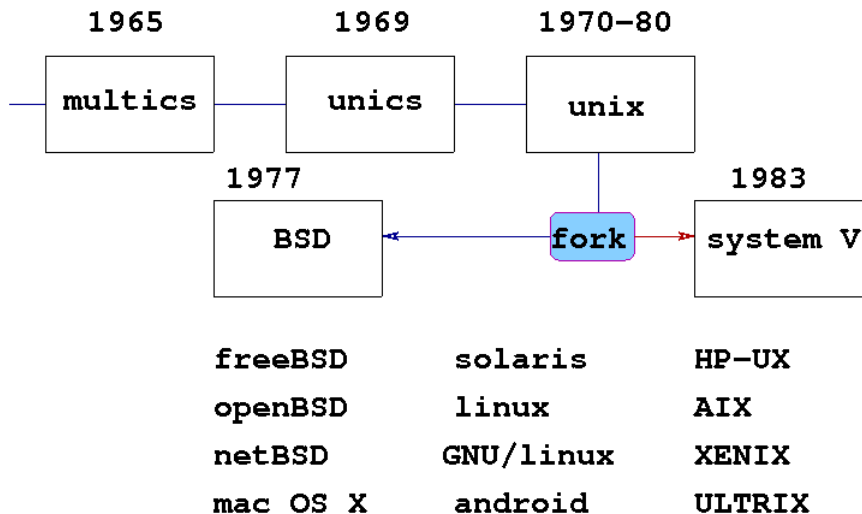 1965 1969 1970-80
multics unics unix
1977 1983
BSD fork system V
freeBSD solaris HP-UX
openBSD linux AIX
netBSD GNU/linux XENIX
mac OS X android ULTRIX